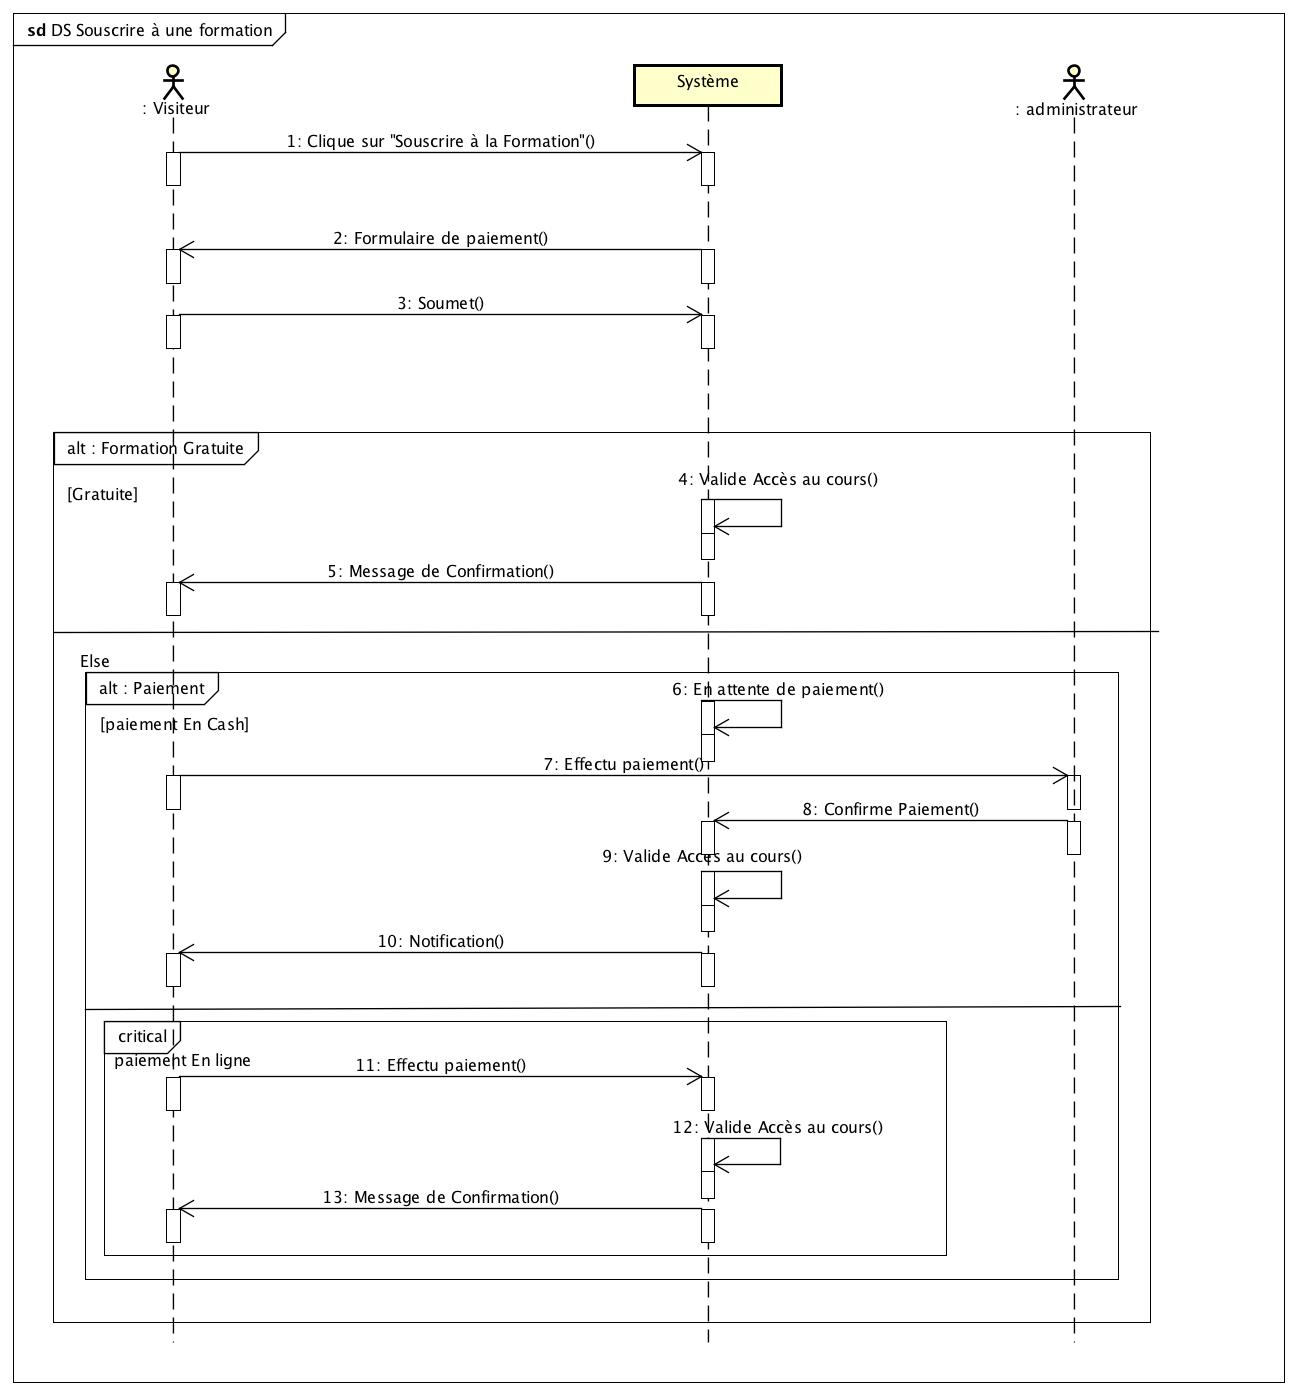 sd DS Souscrire à une formation
: Visiteur
Système
: administrateur
1: Clique sur "Souscrire à la Formation"()
2: Formulaire de paiement()
3: Soumet()
alt : Formation Gratuite
[Gratuite]
4: Valide Accès au cours()
5: Message de Confirmation()
Else
alt : Paiement
[paiement En Cash]
6: En attente de paiement()
7: Effectu paiement()
8: Confirme Paiement()
9: Valide Accès au cours()
10: Notification()
critical
paiement En ligne
11: Effectu paiement()
12: Valide Accès au cours()
13: Message de Confirmation()